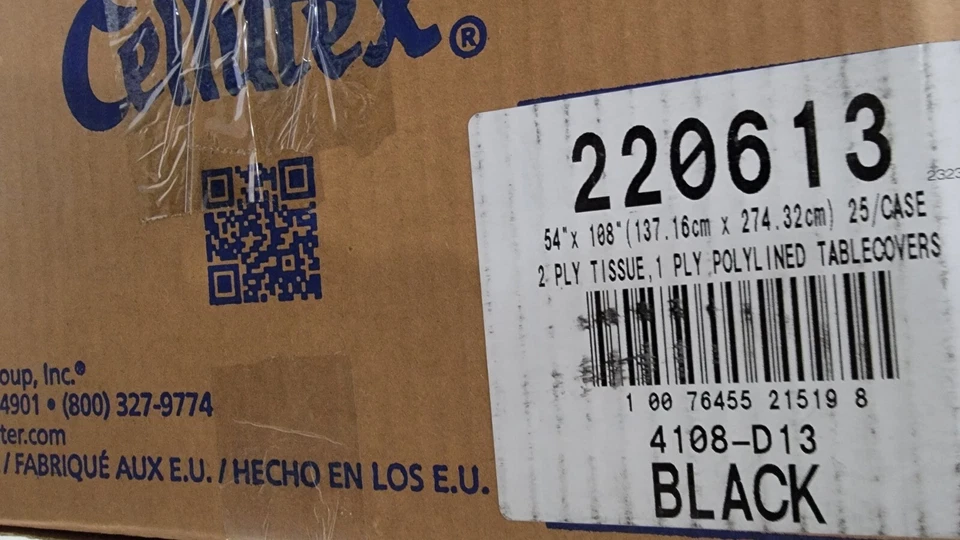 Cellutex®
220613
2323
54"x 108"(137.16cm x 274.32cm) 25/CASE
2 PLY TISSUE,1 PLY POLYLINED TABLECOVERS
1 00 76455 21519 8
4108-D13
BLACK
oup, Inc.®
4901 • (800) 327-9774
ter.com
/ FABRIQUÉ AUX E.U. / HECHO EN LOS E.U.